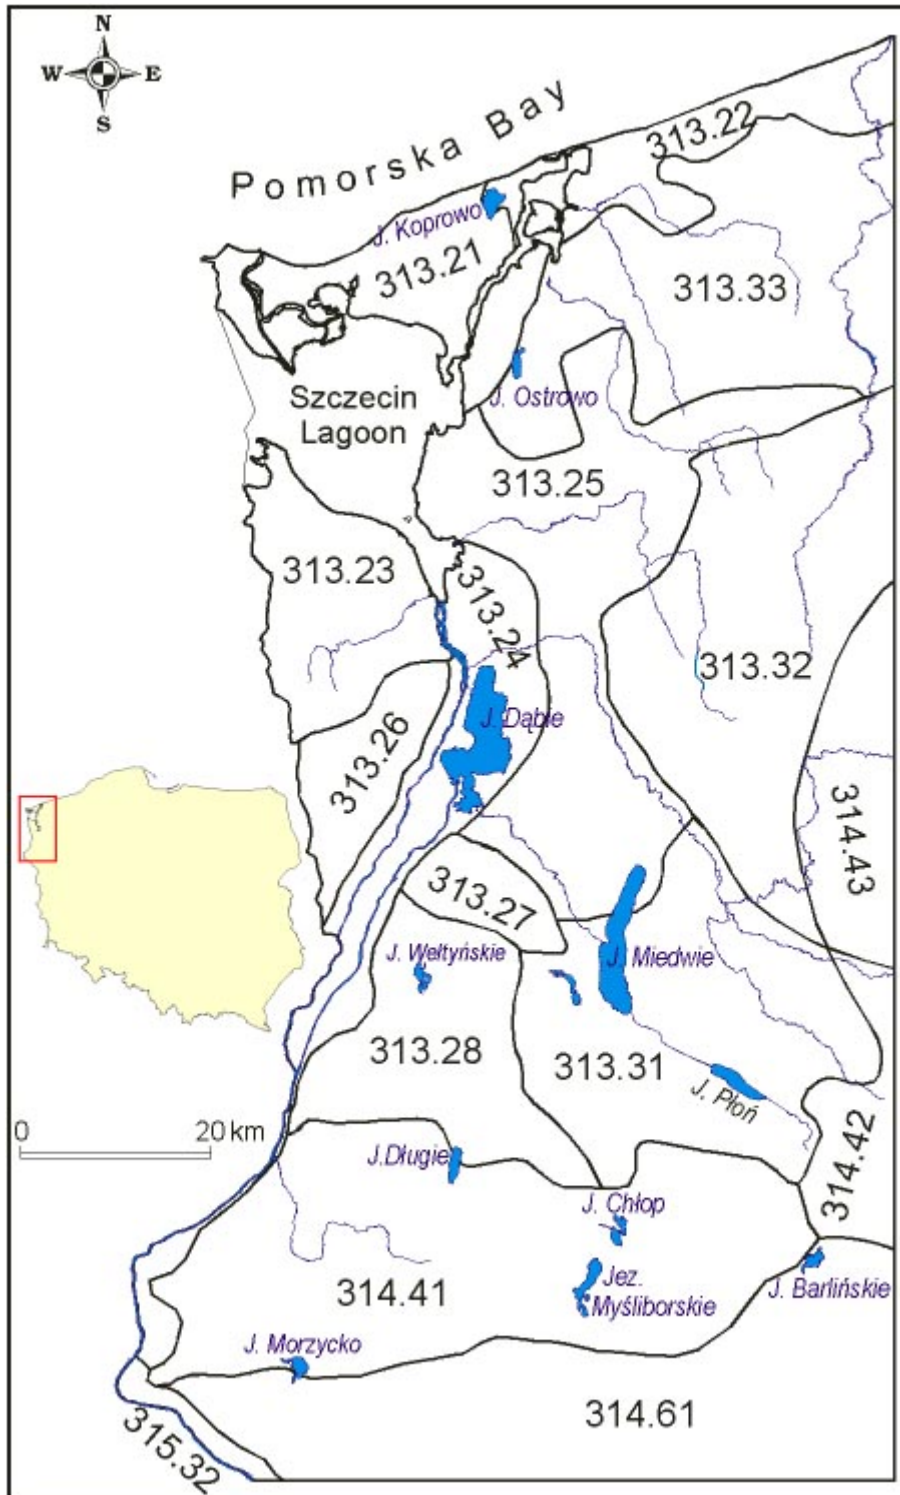 N
W E
S
Pomorska Bay
313.22
J. Koprowo
313.21
313.33
Szczecin
Lagoon
J. Ostrowo
313.25
313.23
313.24
313.32
J. Dąbie
313.26
314.43
313.27
J. Wełtyńskie
J. Miedwie
313.28
313.31
J. Płoń
0 20 km
314.42
J.Długie
J. Chłop
314.41
Jez.
Myśliborskie
J. Barlińskie
J. Morzycko
314.61
315.32